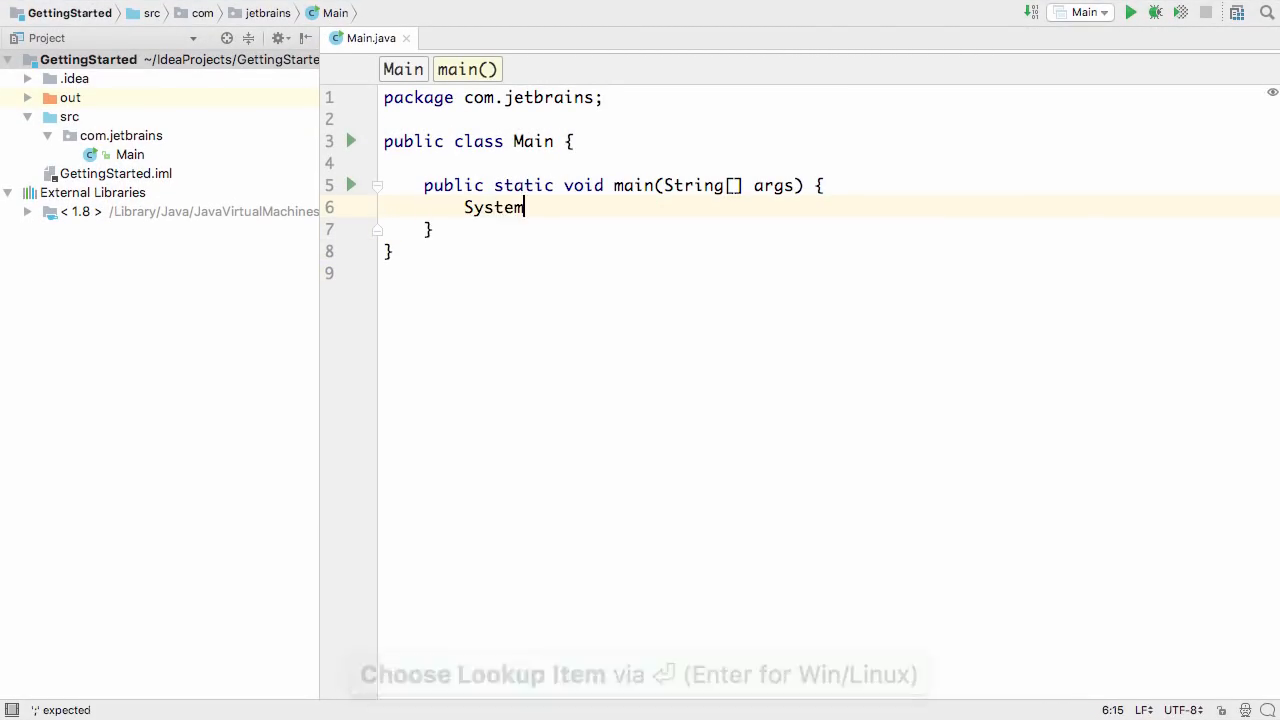 GettingStarted src com jetbrains Main Main
Project Main.java
GettingStarted ~/IdeaProjects/GettingStarte
Main main()
.idea
out
src
com.jetbrains
Main
GettingStarted.iml
External Libraries
< 1.8 > /Library/Java/JavaVirtualMachines
1 package com.jetbrains;
2
3 public class Main {
4
5 public static void main(String[] args) {
6 System
7 }
8 }
9
Choose Lookup Item via ⏎ (Enter for Win/Linux)
';' expected 6:15 LF÷ UTF-8÷